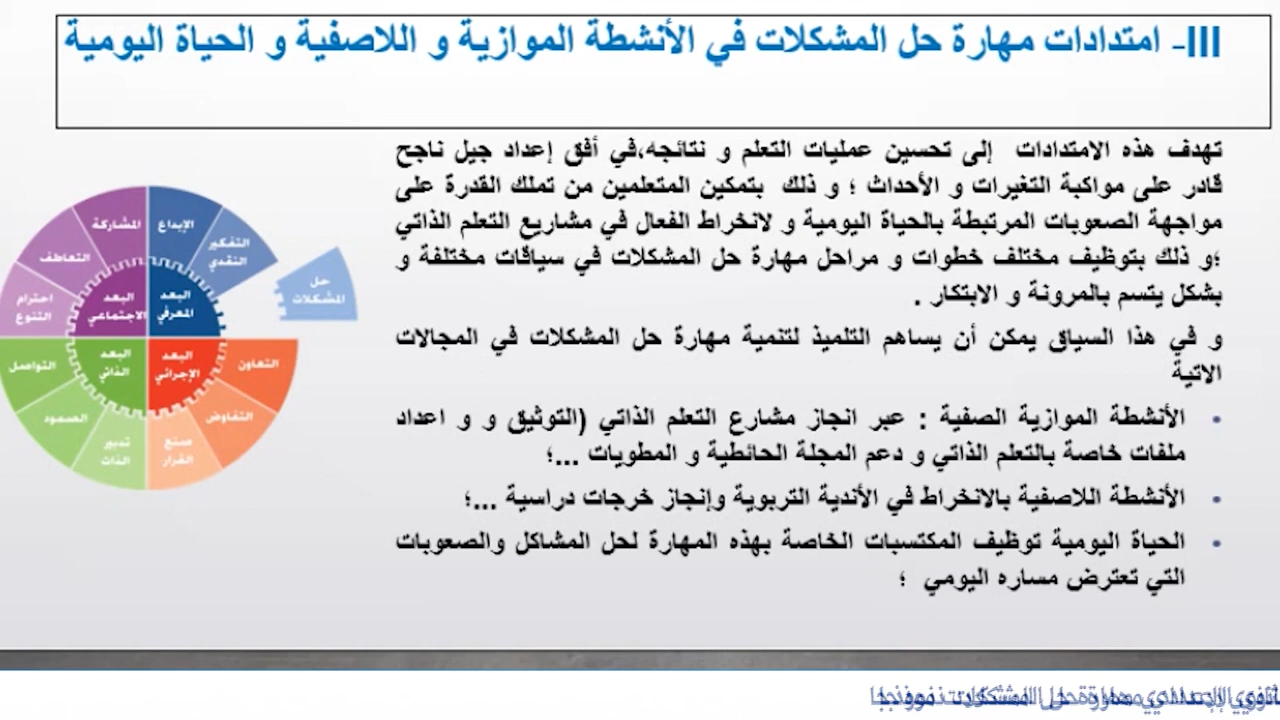 III- امتدادات مهارة حل المشكلات في الأنشطة الموازية و اللاصفية و الحياة اليومية
تهدف هذه الامتدادات إلى تحسين عمليات التعلم و نتائجه،في أفق إعداد جيل ناجح
قادر على مواكبة التغيرات و الأحداث ؛ و ذلك بتمكين المتعلمين من تملك القدرة على
مواجهة الصعوبات المرتبطة بالحياة اليومية و لانخراط الفعال في مشاريع التعلم الذاتي
؛و ذلك بتوظيف مختلف خطوات و مراحل مهارة حل المشكلات في سياقات مختلفة و
بشكل يتسم بالمرونة و الابتكار .
و في هذا السياق يمكن أن يساهم التلميذ لتنمية مهارة حل المشكلات في المجالات
الاتية
• الأنشطة الموازية الصفية : عبر انجاز مشارع التعلم الذاتي (التوثيق و و اعداد
ملفات خاصة بالتعلم الذاتي و دعم المجلة الحائطية و المطويات ...؛
• الأنشطة اللاصفية بالانخراط في الأندية التربوية وإنجاز خرجات دراسية ...؛
• الحياة اليومية توظيف المكتسبات الخاصة بهذه المهارة لحل المشاكل والصعوبات
التي تعترض مساره اليومي ؛
الإبداع
التفكير
النقدي
حل
المشكلات
المشاركة
التعاطف
احترام
التنوع
البعد
المعرفي
البعد
الاجتماعي
البعد
الذاتي
البعد
الإجرائي
التعاون
التفاوض
صنع
القرار
تدبير
الذات
الصمود
التواصل
مهارة حل المشكلات نموذجا